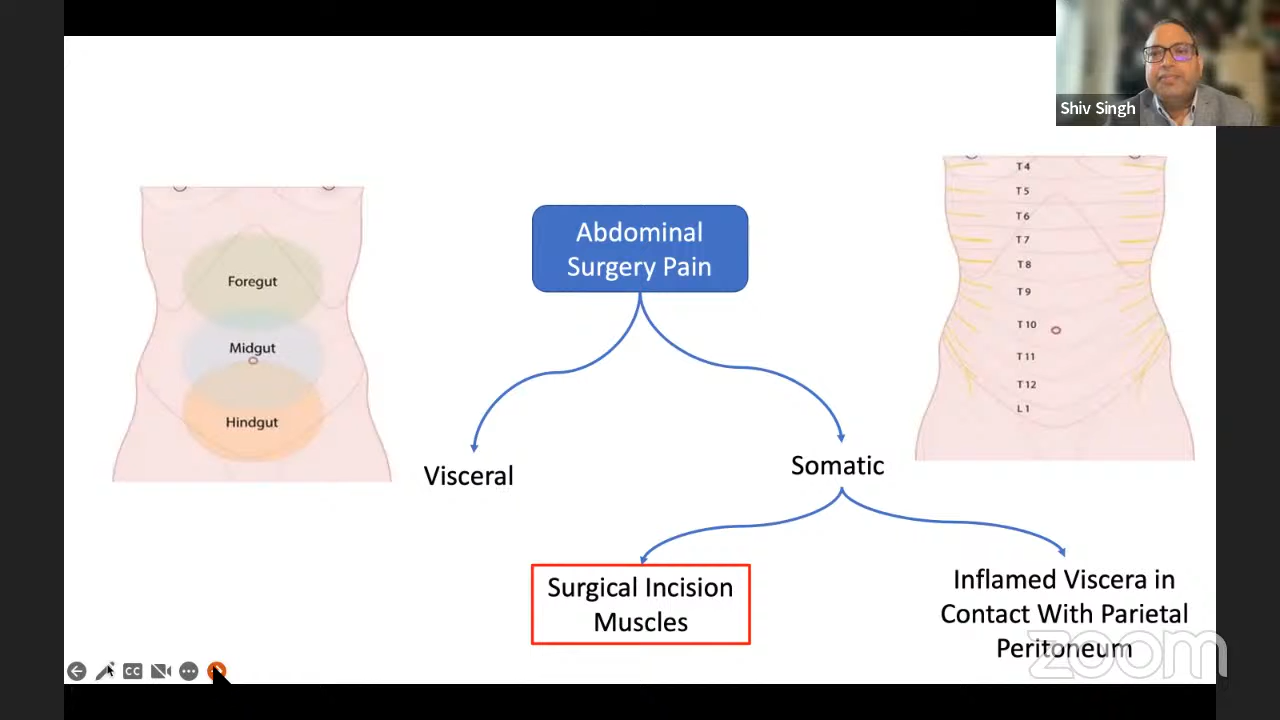 Shiv Singh
Abdominal
Surgery Pain
Foregut
Midgut
Hindgut
T4
T5
T6
T7
T8
T9
T10
T11
T12
L1
Visceral
Somatic
Surgical Incision
Muscles
Inflamed Viscera in
Contact With Parietal
Peritoneum
CC
zoom